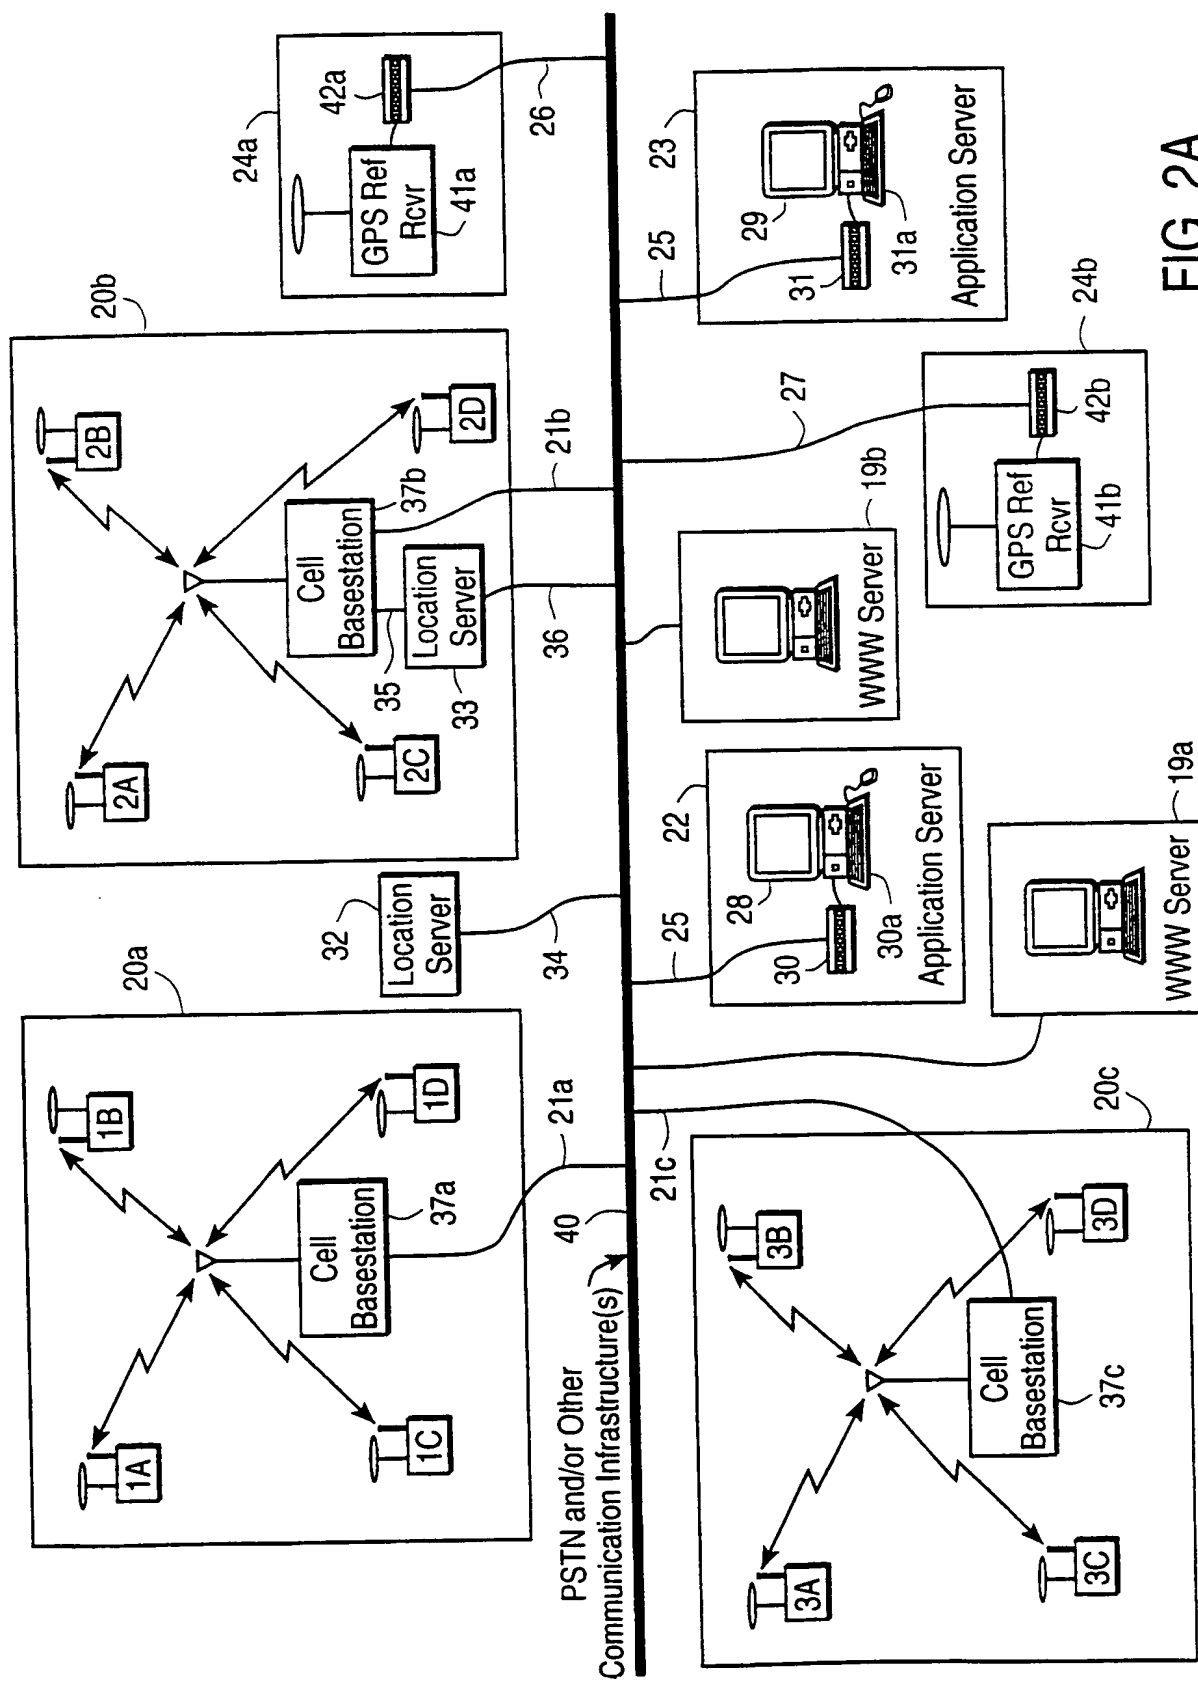 20a
1A
1B
1C
1D
Cell
Basestation
37a
21a
32
Location
Server
34
20b
2A
2B
2C
2D
Cell
Basestation
37b
35
Location
Server
33
36
21b
24a
GPS Ref
Rcvr
41a
42a
26
PSTN and/or Other
Communication Infrastructure(s)
40
21c
20c
3A
3B
3C
3D
Cell
Basestation
37c
WWW Server
19a
25
22
28
30
30a
Application Server
19b
WWW Server
27
24b
GPS Ref
Rcvr
41b
42b
25
23
29
31
31a
Application Server
FIG 2A